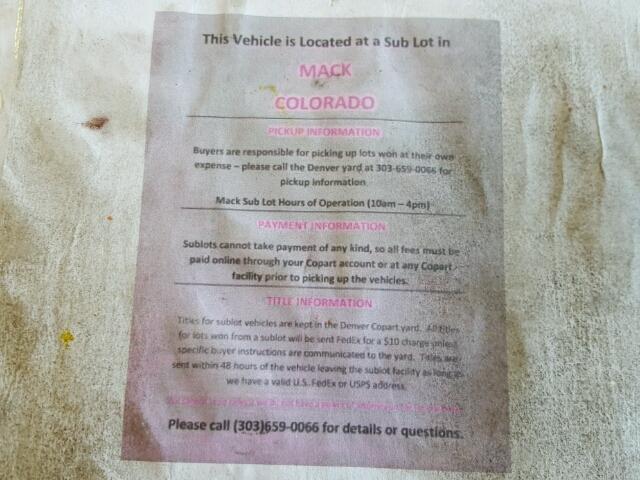 This Vehicle is Located at a Sub Lot in
MACK
COLORADO
PICKUP INFORMATION
Buyers are responsible for picking up lots won at their own
expense – please call the Denver yard at 303-659-0066 for
pickup information
Mack Sub Lot Hours of Operation (10am – 4pm)
PAYMENT INFORMATION
Sublots cannot take payment of any kind, so all fees must be
paid online through your Copart account or at any Copart
facility prior to picking up the vehicles.
TITLE INFORMATION
Titles for sublot vehicles are kept in the Denver Copart yard. All titles
for lots won from a sublot will be sent FedEx for a $10 charge unless
specific buyer instructions are communicated to the yard. Titles are
sent within 48 hours of the vehicle leaving the sublot facility as long as
we have a valid U.S. FedEx or USPS address.
Please call (303)659-0066 for details or questions.